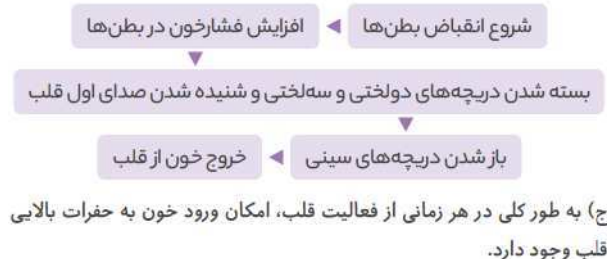 شروع انقباض بطن‌ها ◀ افزایش فشارخون در بطن‌ها
بسته شدن دریچه‌های دولختی و سه‌لختی و شنیده شدن صدای اول قلب
باز شدن دریچه‌های سینی ◀ خروج خون از قلب
ج) به طور کلی در هر زمانی از فعالیت قلب، امکان ورود خون به حفرات بالایی
قلب وجود دارد.